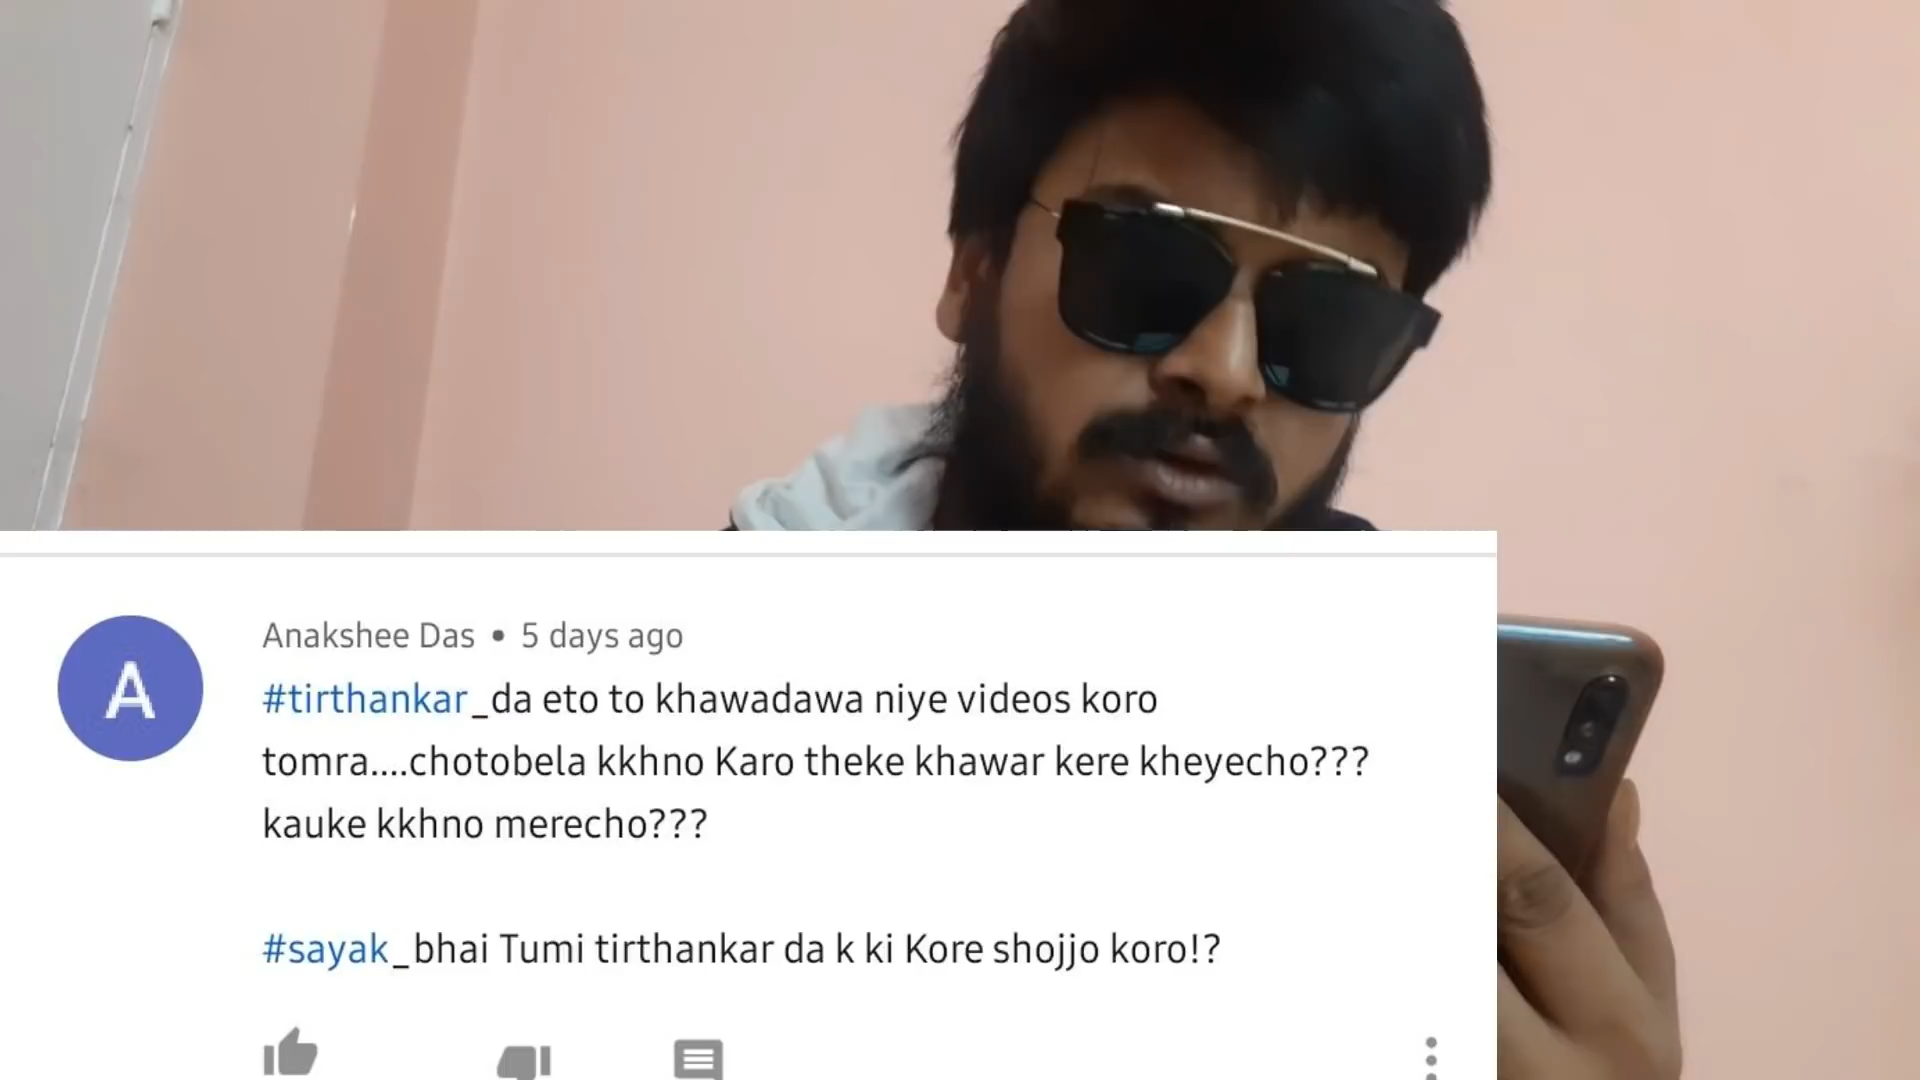 A
Anakshee Das • 5 days ago
#tirthankar_da eto to khawadawa niye videos koro
tomra....chotobela kkhno Karo theke khawar kere kheyecho???
kauke kkhno merecho???
#sayak_bhai Tumi tirthankar da k ki Kore shojjo koro!?